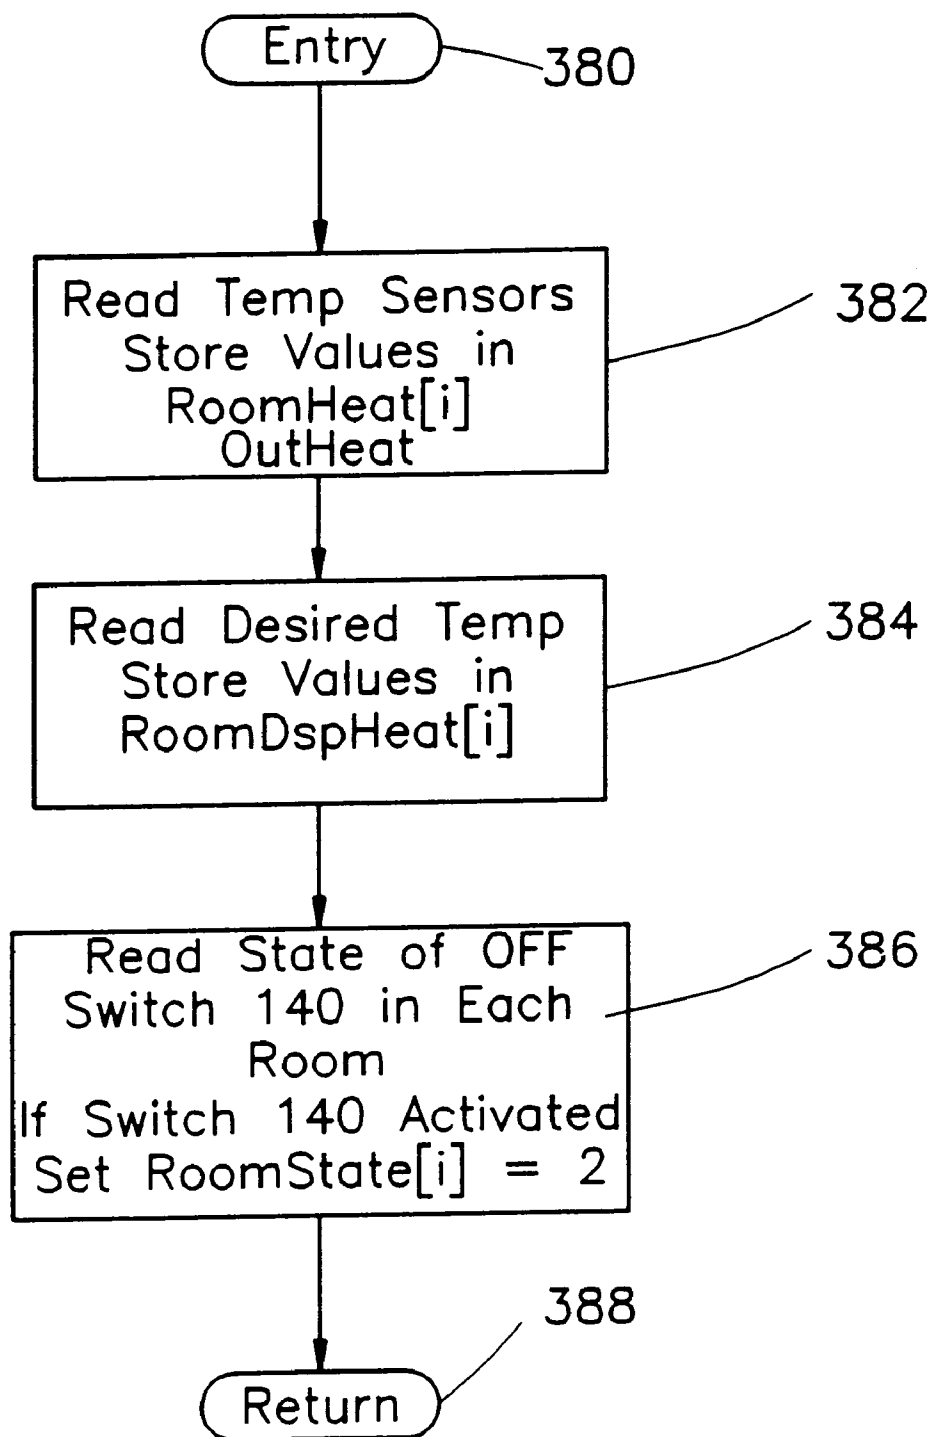 Entry
380
Read Temp Sensors
Store Values in
RoomHeat[i]
OutHeat
382
Read Desired Temp
Store Values in
RoomDspHeat[i]
384
Read State of OFF
Switch 140 in Each
Room
If Switch 140 Activated
Set RoomState[i] = 2
386
388
Return